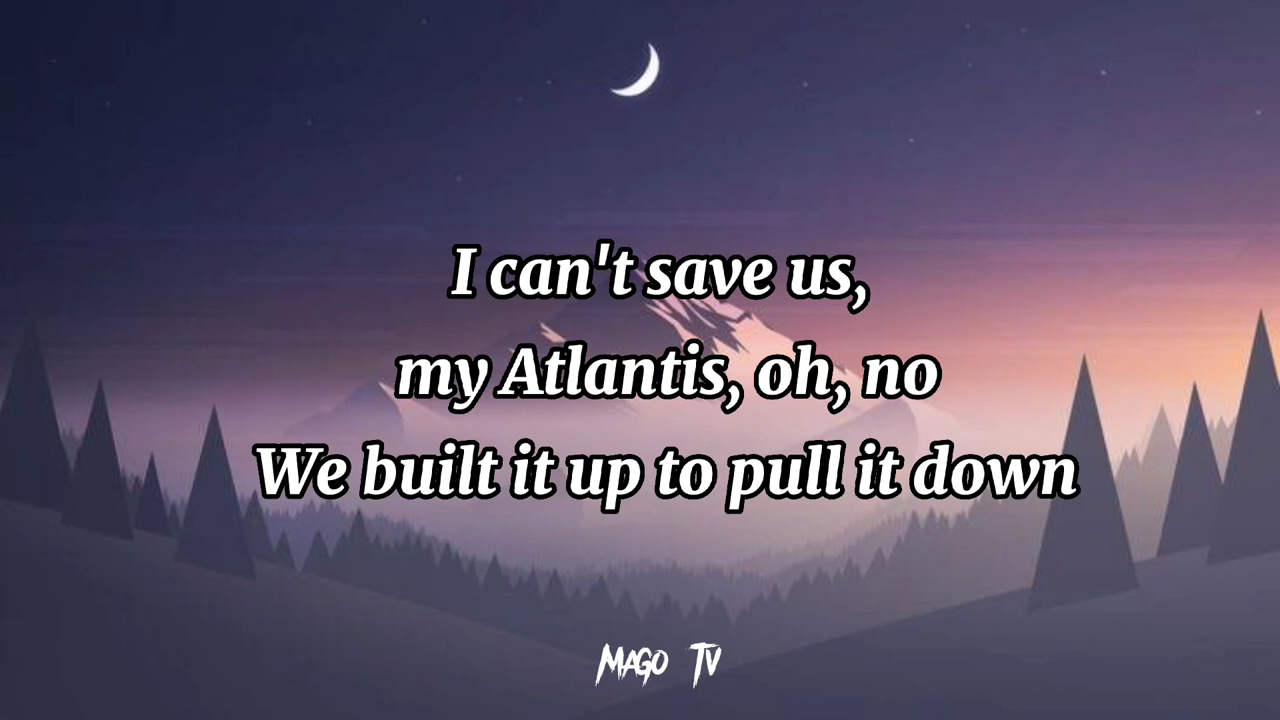 I can't save us,
my Atlantis, oh, no
We built it up to pull it down
MAGO TV